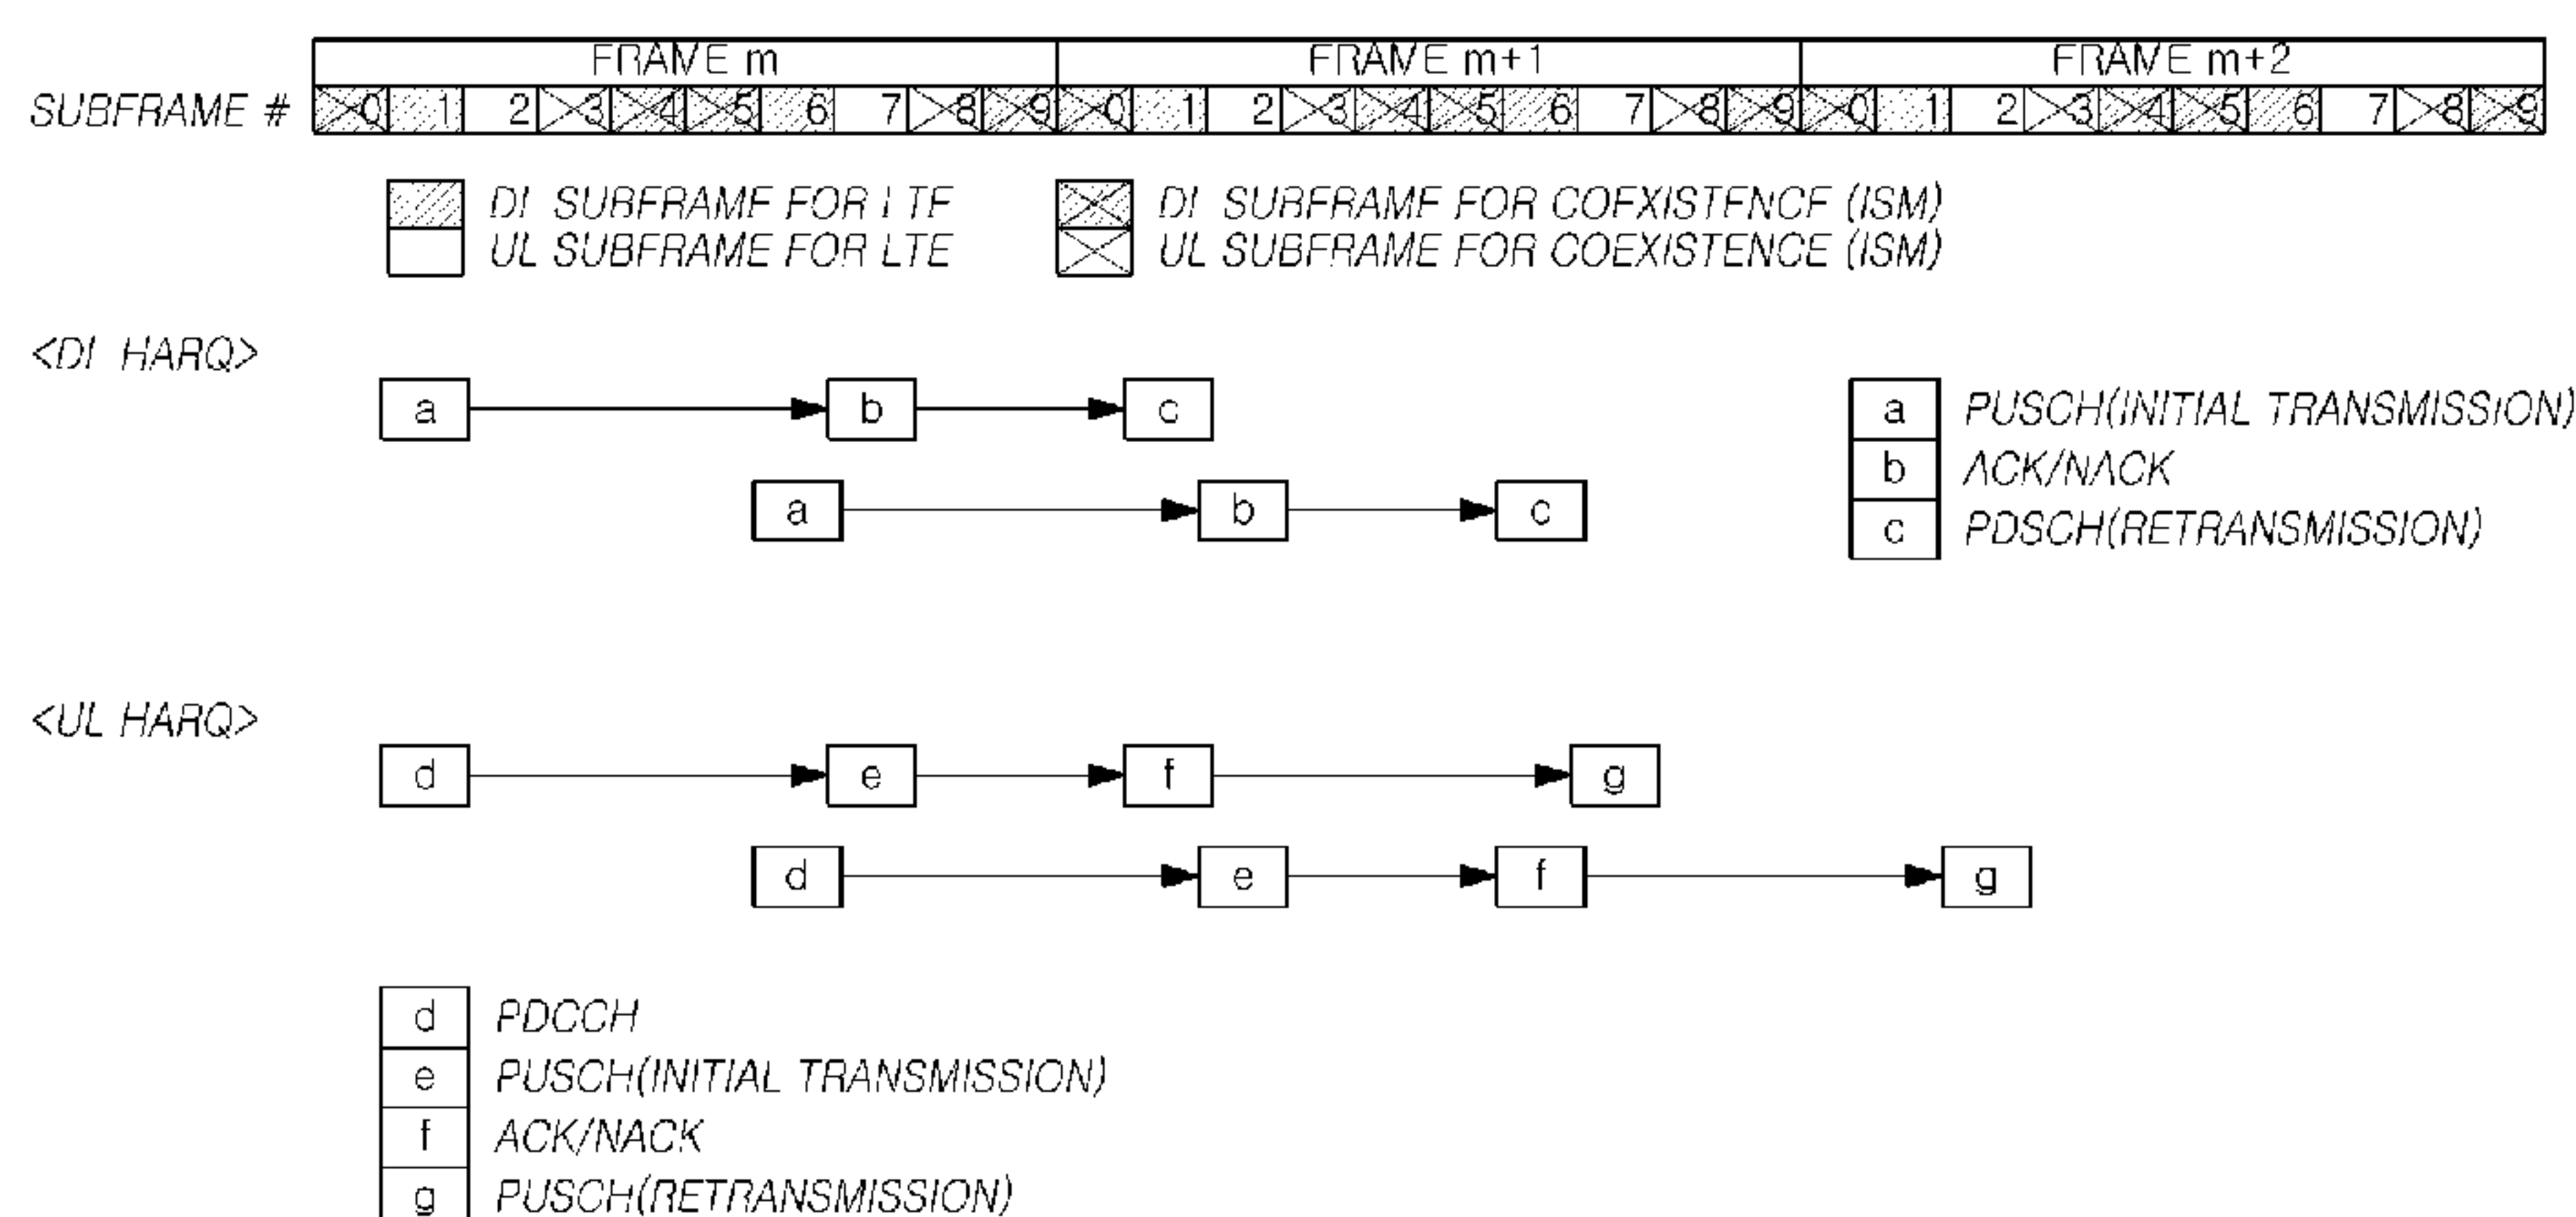 FRAME m FRAME m+1 FRAME m+2
SUBFRAME # 0 1 2 3 4 5 6 7 8 9 0 1 2 3 4 5 6 7 8 9 0 1 2 3 4 5 6 7 8 9
DL SUBFRAME FOR LTE DL SUBFRAME FOR COEXISTENCE (ISM)
UL SUBFRAME FOR LTE UL SUBFRAME FOR COEXISTENCE (ISM)
<DL HARQ>
a b c
a PUSCH(INITIAL TRANSMISSION)
b ACK/NACK
c PDSCH(RETRANSMISSION)
a b c
<UL HARQ>
d e f g
d e f g
d PDCCH
e PUSCH(INITIAL TRANSMISSION)
f ACK/NACK
g PUSCH(RETRANSMISSION)